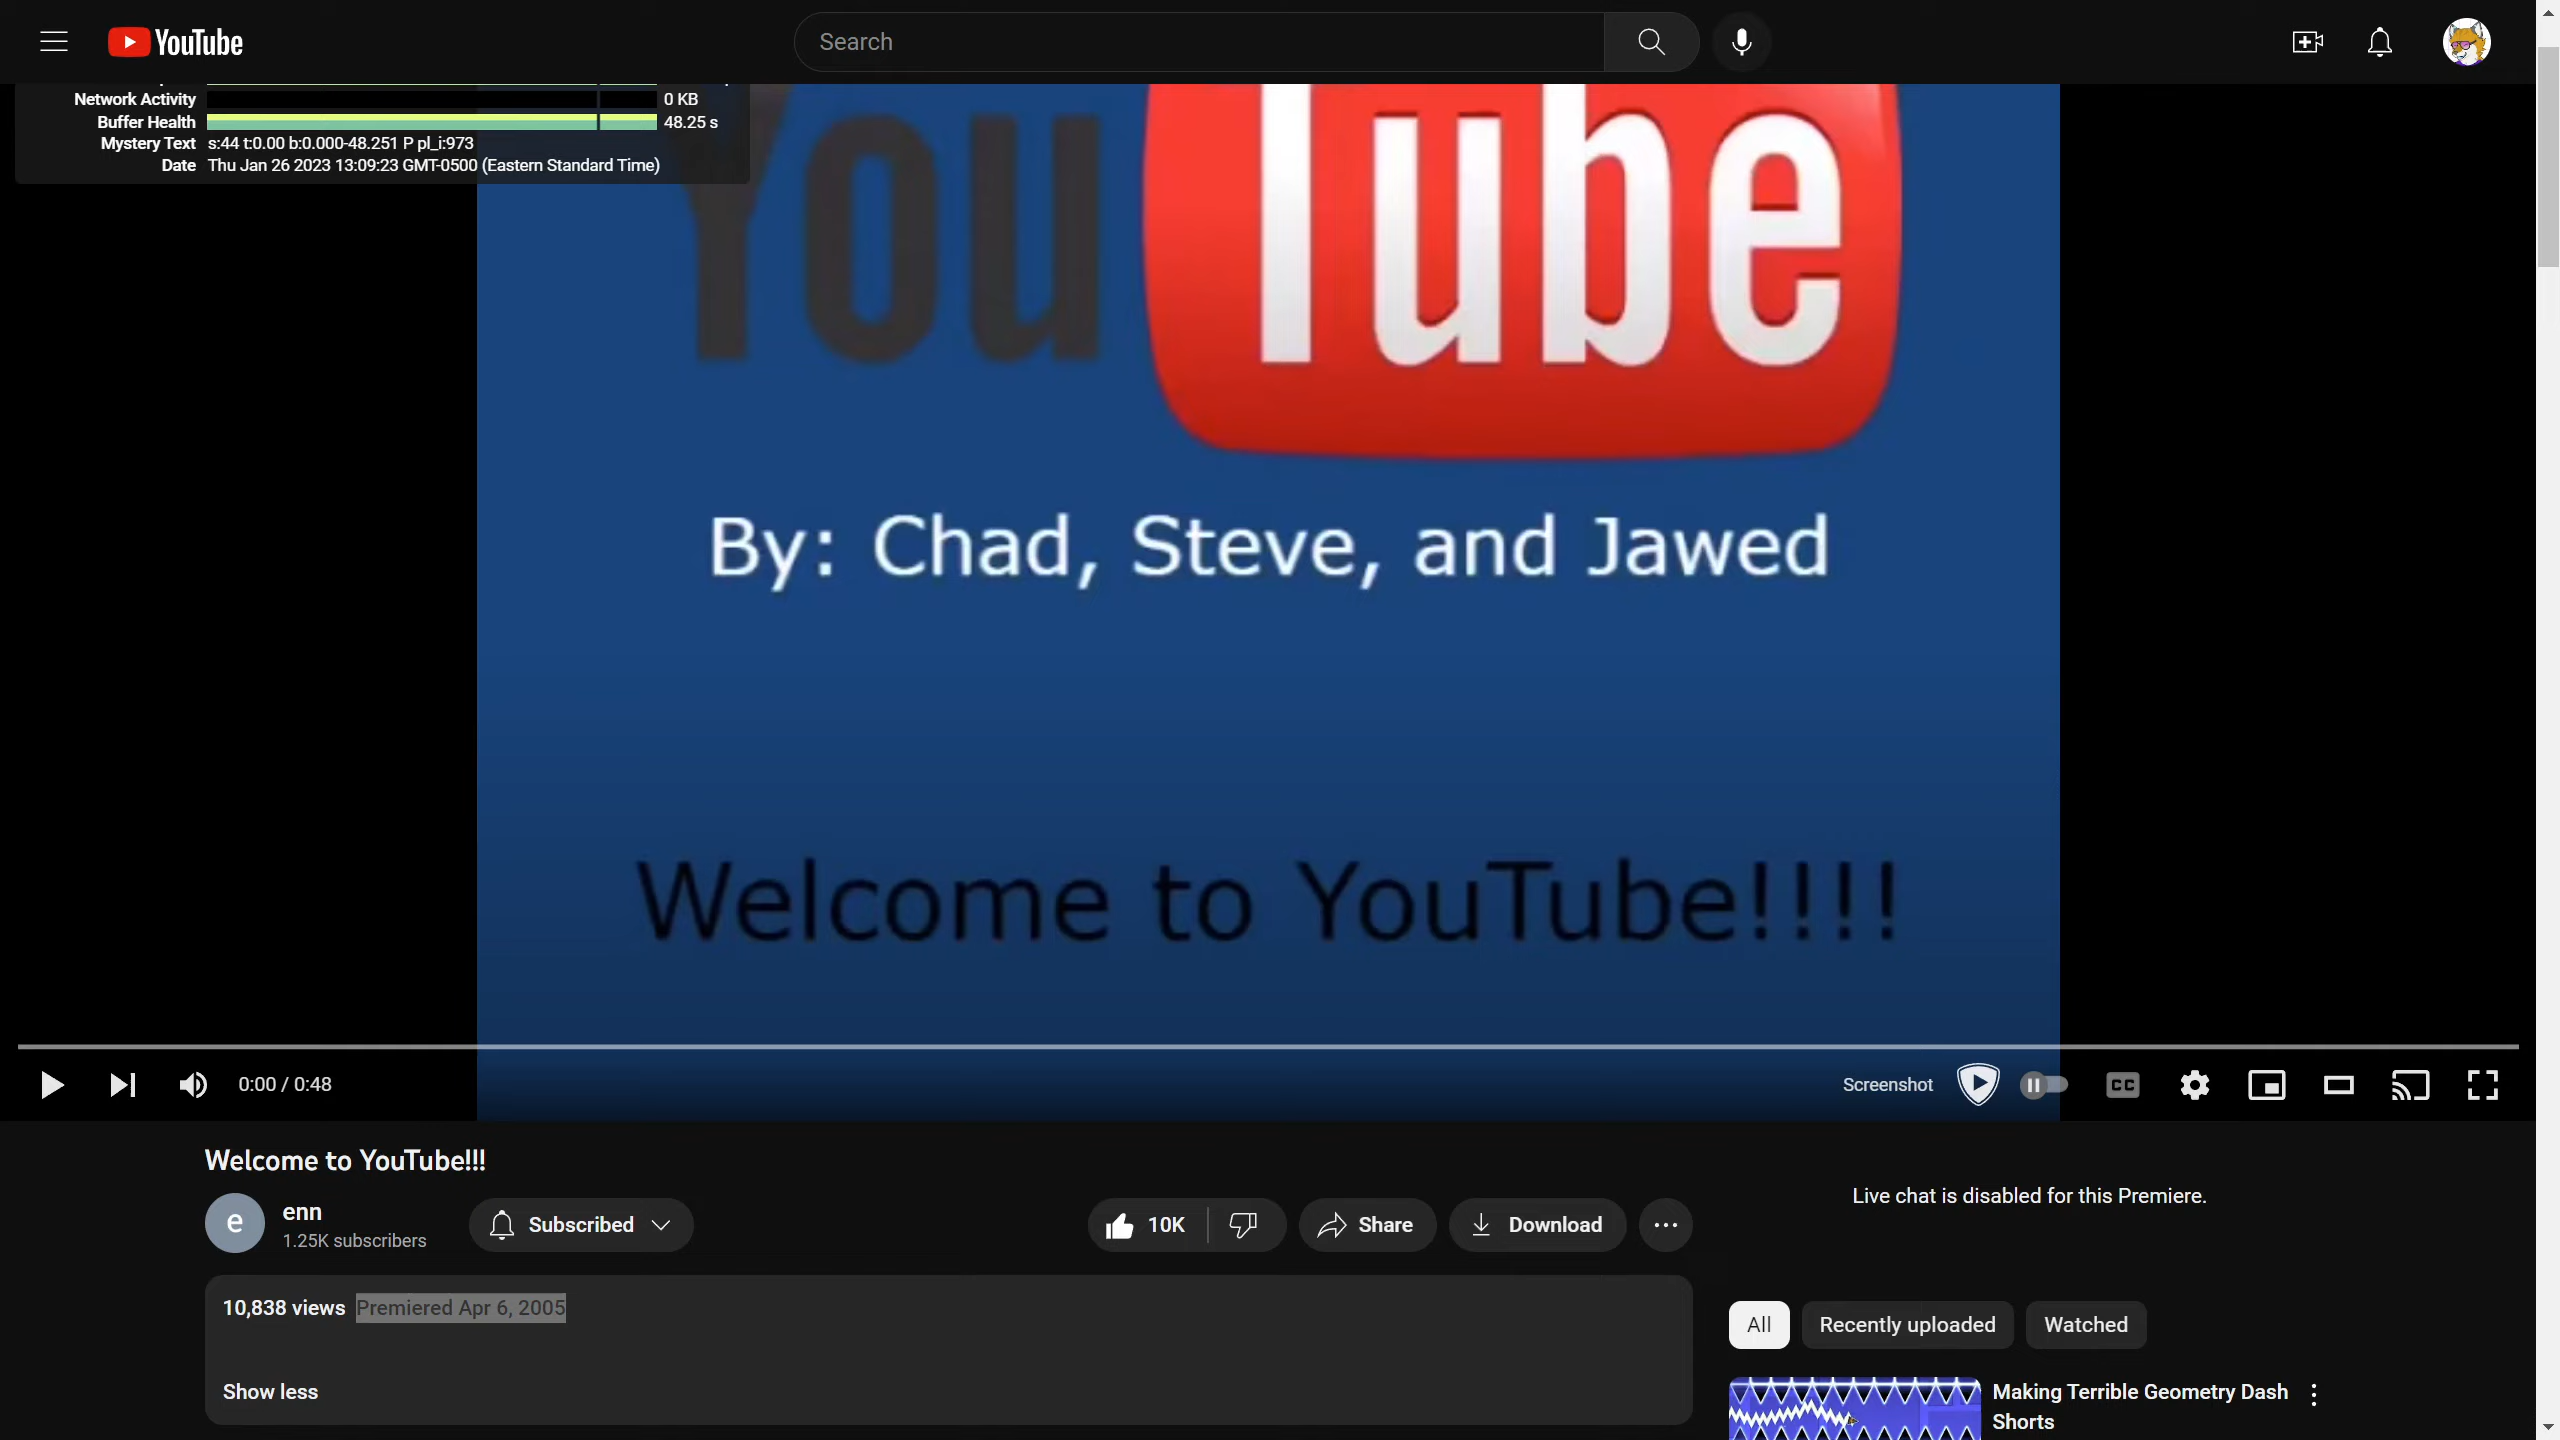 YouTube
Search
Network Activity 0 KB
Buffer Health 48.25 s
Mystery Text s:44 t:0.00 b:0.000-48.251 P pl_i:973
Date Thu Jan 26 2023 13:09:23 GMT-0500 (Eastern Standard Time)
You Tube
By: Chad, Steve, and Jawed
Welcome to YouTube!!!!
0:00 / 0:48
Screenshot
CC
Welcome to YouTube!!!
Live chat is disabled for this Premiere.
e
enn
1.25K subscribers
Subscribed
10K
Share
Download
10,838 views Premiered Apr 6, 2005
All
Recently uploaded
Watched
Show less
Making Terrible Geometry Dash
Shorts